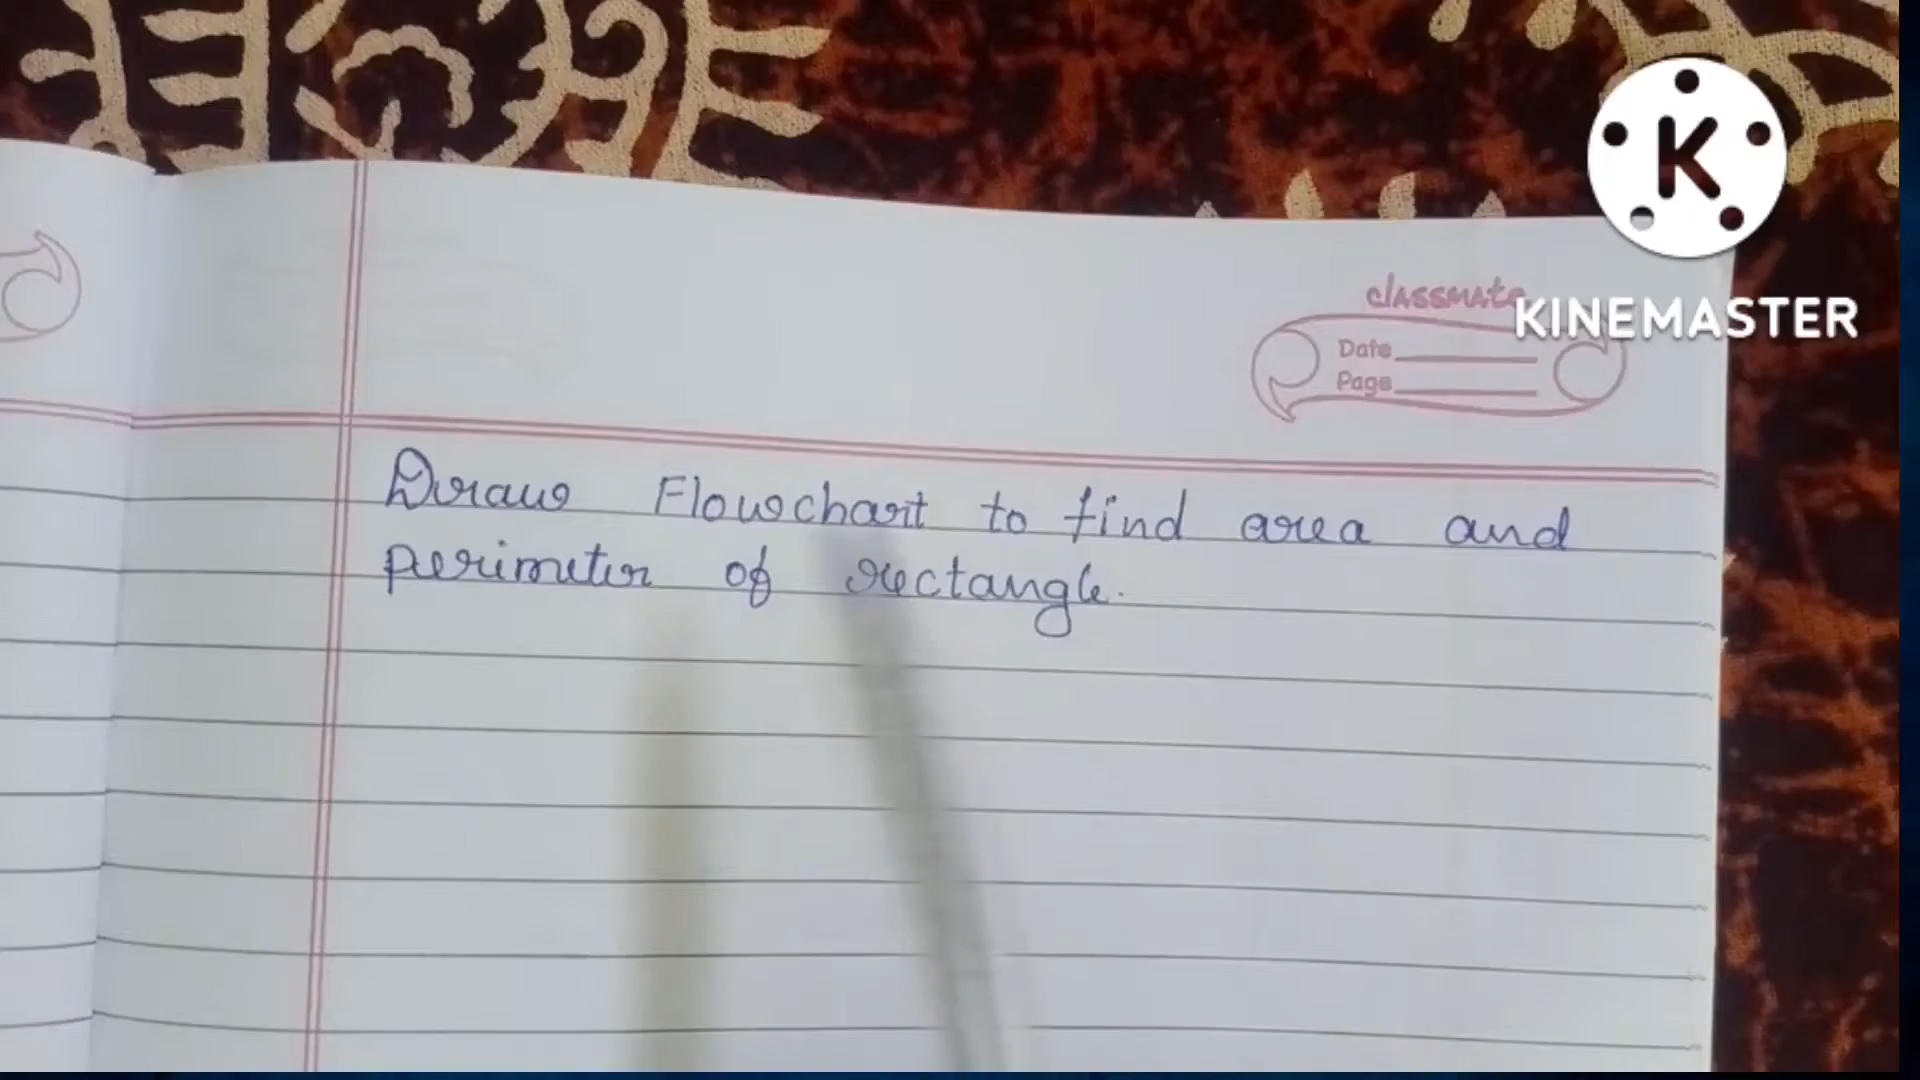 classmate
KINEMASTER
Date
Page
Draw Flowchart to find area and
perimeter of rectangle.